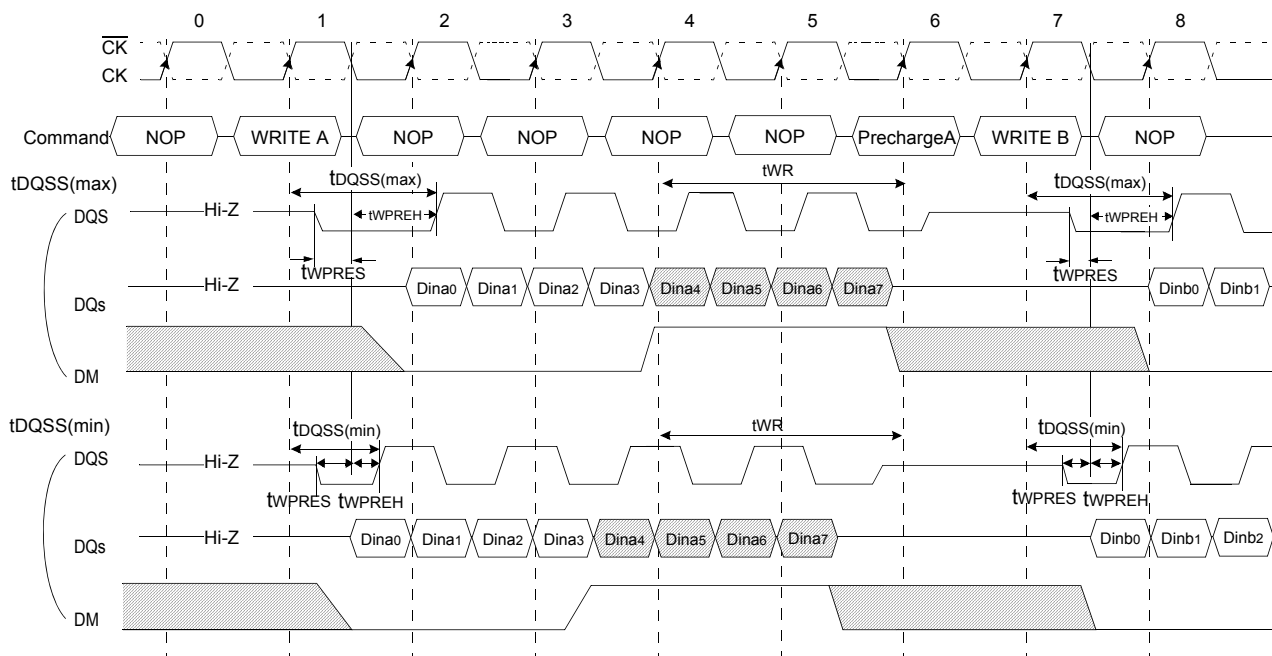 0 1 2 3 4 5 6 7 8
CK
CK
Command NOP WRITE A NOP NOP NOP NOP PrechargeA WRITE B NOP
tDQSS(max) tDQSS(max) tWR tDQSS(max)
DQS Hi-Z tWPREH tWPREH
tWPRES tWPRES
DQs Hi-Z Dina0 Dina1 Dina2 Dina3 Dina4 Dina5 Dina6 Dina7 Dinb0 Dinb1
DM
tDQSS(min) tDQSS(min) tWR tDQSS(min)
DQS Hi-Z
tWPRES tWPREH tWPRES tWPREH
DQs Hi-Z Dina0 Dina1 Dina2 Dina3 Dina4 Dina5 Dina6 Dina7 Dinb0 Dinb1 Dinb2
DM